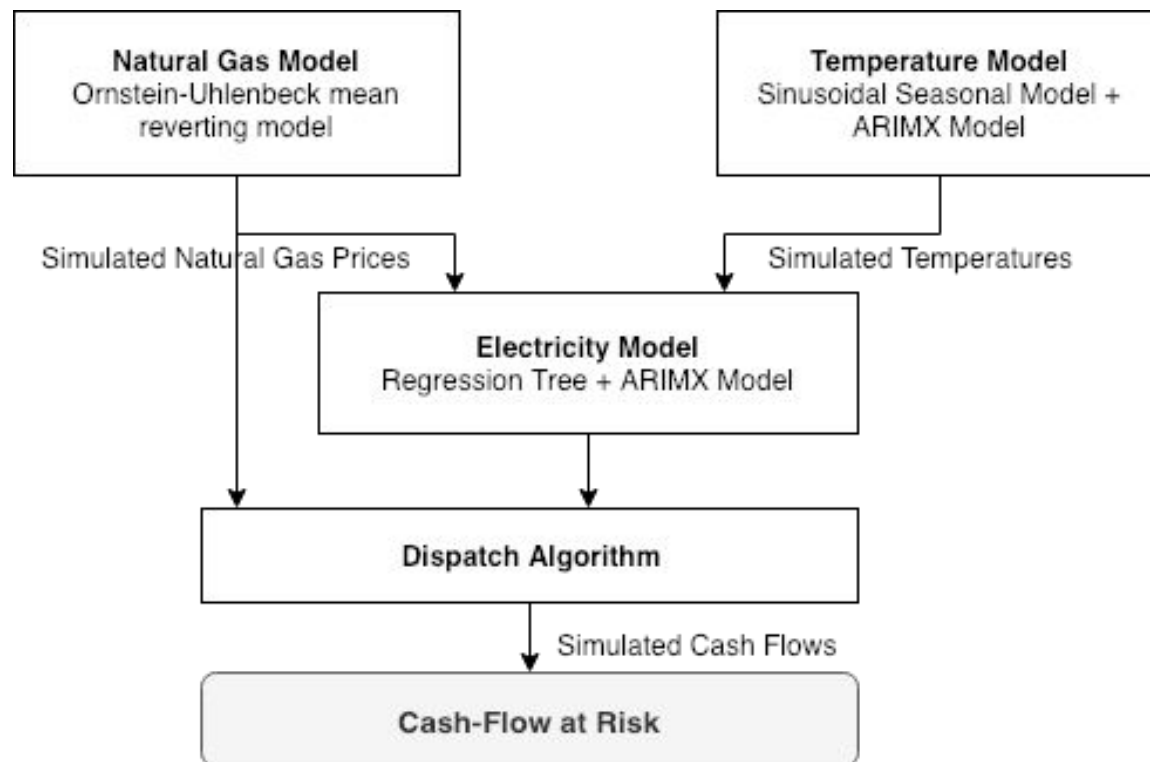 Natural Gas Model
Ornstein-Uhlenbeck mean
reverting model
Temperature Model
Sinusoidal Seasonal Model +
ARIMX Model
Simulated Natural Gas Prices
Simulated Temperatures
Electricity Model
Regression Tree + ARIMX Model
Dispatch Algorithm
Simulated Cash Flows
Cash-Flow at Risk